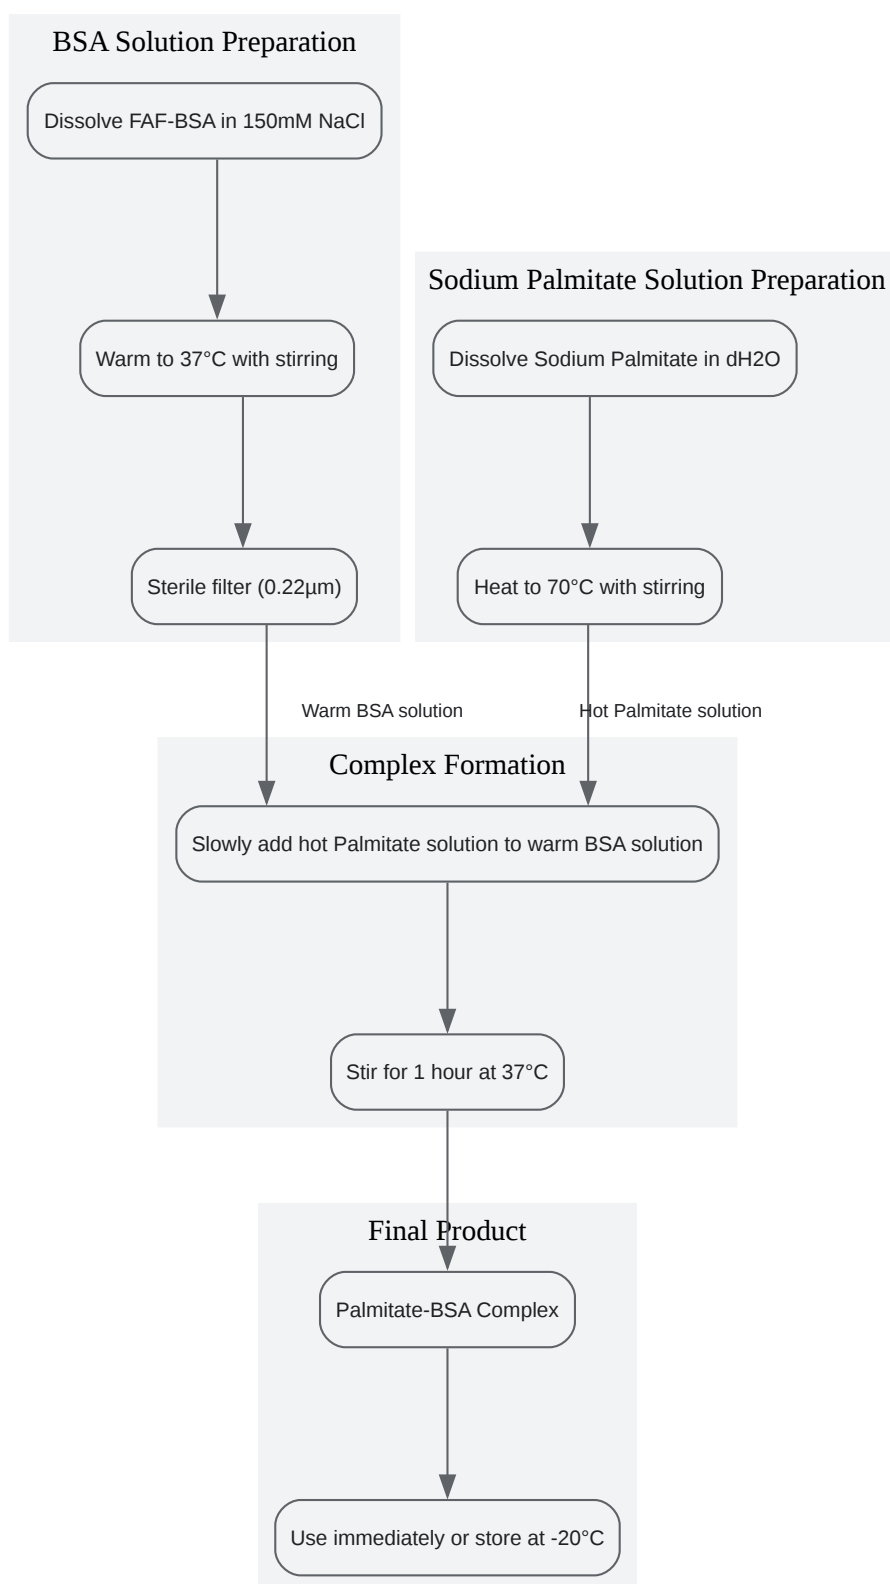 BSA Solution Preparation
Dissolve FAF-BSA in 150mM NaCl
Warm to 37°C with stirring
Sterile filter (0.22µm)
Sodium Palmitate Solution Preparation
Dissolve Sodium Palmitate in dH2O
Heat to 70°C with stirring
Warm BSA solution
Hot Palmitate solution
Complex Formation
Slowly add hot Palmitate solution to warm BSA solution
Stir for 1 hour at 37°C
Final Product
Palmitate-BSA Complex
Use immediately or store at -20°C